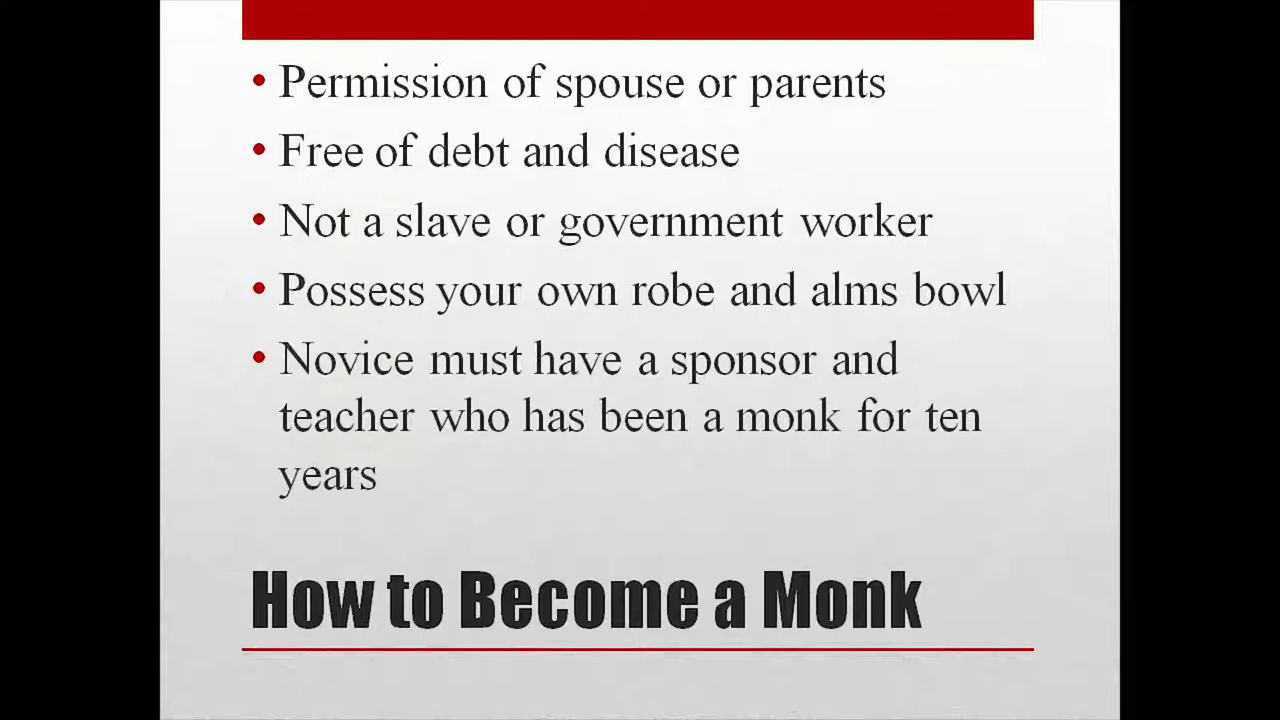 • Permission of spouse or parents
• Free of debt and disease
• Not a slave or government worker
• Possess your own robe and alms bowl
• Novice must have a sponsor and
teacher who has been a monk for ten
years
How to Become a Monk